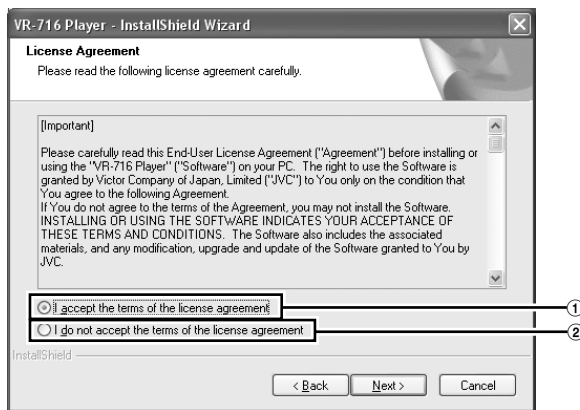 VR-716 Player - InstallShield Wizard
License Agreement
Please read the following license agreement carefully.
[Important]
Please carefully read this End-User License Agreement ("Agreement") before installing or
using the "VR-716 Player" ("Software") on your PC. The right to use the Software is
granted by Victor Company of Japan, Limited ("JVC") to You only on the condition that
You agree to the following Agreement.
If You do not agree to the terms of the Agreement, you may not install the Software.
INSTALLING OR USING THE SOFTWARE INDICATES YOUR ACCEPTANCE OF
THESE TERMS AND CONDITIONS. The Software also includes the associated
materials, and any modification, upgrade and update of the Software granted to You by
JVC.
I accept the terms of the license agreement
①
I do not accept the terms of the license agreement
②
InstallShield
< Back
Next >
Cancel